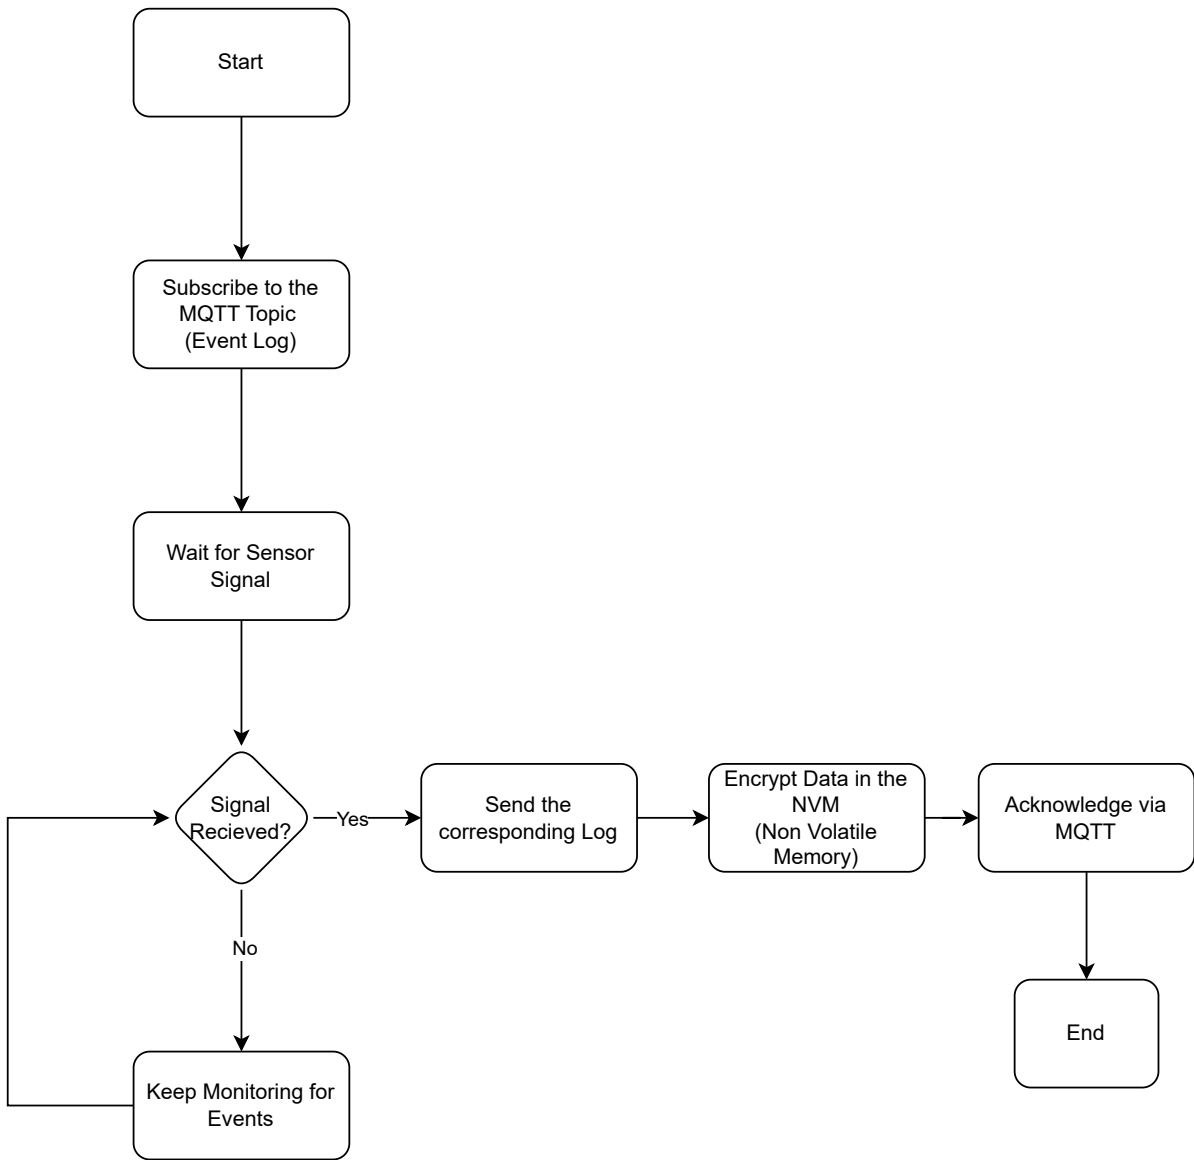 Start
Subscribe to the
MQTT Topic
(Event Log)
Wait for Sensor
Signal
Signal
Recieved?
Yes
Send the
corresponding Log
Encrypt Data in the
NVM
(Non Volatile
Memory)
Acknowledge via
MQTT
No
End
Keep Monitoring for
Events